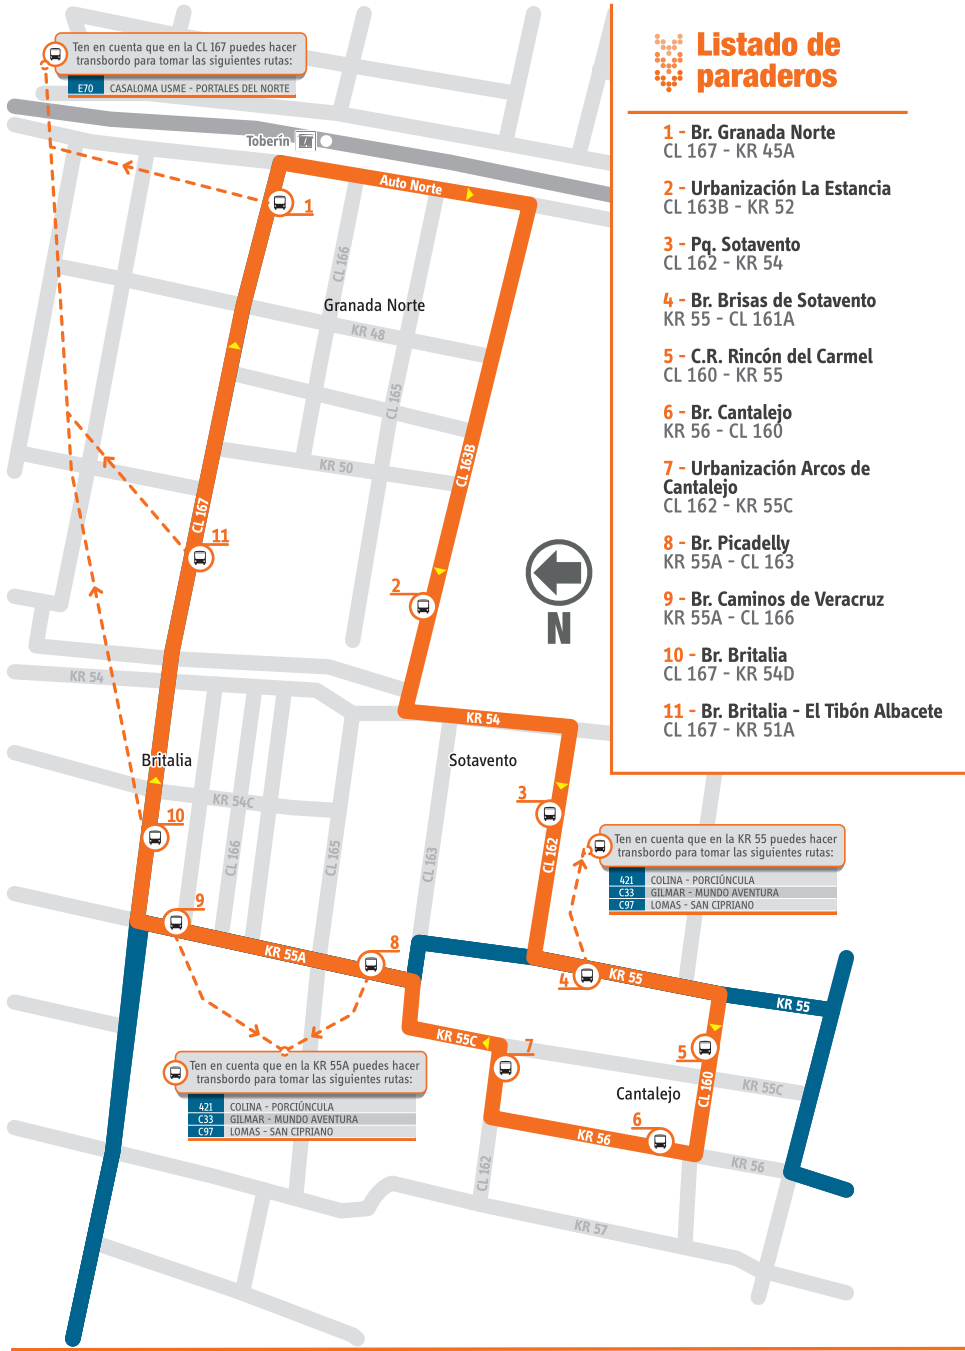 Ten en cuenta que en la CL 167 puedes hacer
transbordo para tomar las siguientes rutas:
E70 CASALOMA USME - PORTALES DEL NORTE
Toberín
Auto Norte
1
CL 166
Granada Norte
KR 48
CL 165
KR 50
CL 163B
CL 167
11
2
N
KR 54
KR 54
Britalia
Sotavento
3
KR 54C
10
CL 166
CL 165
CL 163
CL 162
Ten en cuenta que en la KR 55 puedes hacer
transbordo para tomar las siguientes rutas:
421 COLINA - PORCIÚNCULA
C33 GILMAR - MUNDO AVENTURA
C97 LOMAS - SAN CIPRIANO
9
8
KR 55A
4
KR 55
KR 55
KR 55C
7
5
KR 55C
CL 160
Cantalejo
6
KR 56
KR 56
CL 162
KR 57
Ten en cuenta que en la KR 55A puedes hacer
transbordo para tomar las siguientes rutas:
421 COLINA - PORCIÚNCULA
C33 GILMAR - MUNDO AVENTURA
C97 LOMAS - SAN CIPRIANO
Listado de
paraderos
1 - Br. Granada Norte
CL 167 - KR 45A
2 - Urbanización La Estancia
CL 163B - KR 52
3 - Pq. Sotavento
CL 162 - KR 54
4 - Br. Brisas de Sotavento
KR 55 - CL 161A
5 - C.R. Rincón del Carmel
CL 160 - KR 55
6 - Br. Cantalejo
KR 56 - CL 160
7 - Urbanización Arcos de
Cantalejo
CL 162 - KR 55C
8 - Br. Picadelly
KR 55A - CL 163
9 - Br. Caminos de Veracruz
KR 55A - CL 166
10 - Br. Britalia
CL 167 - KR 54D
11 - Br. Britalia - El Tibón Albacete
CL 167 - KR 51A